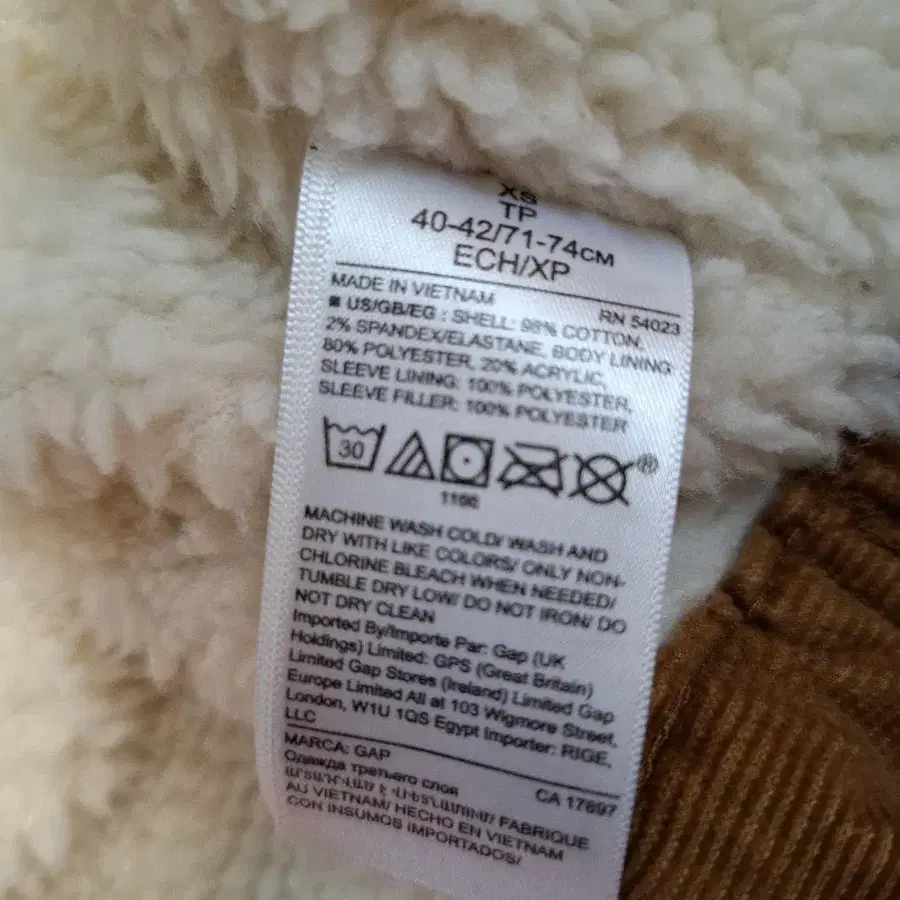 XS
TP
40-42/71-74CM
ECH/XP
MADE IN VIETNAM
RN 54023
US/GB/EG : SHELL: 98% COTTON,
2% SPANDEX/ELASTANE, BODY LINING:
80% POLYESTER, 20% ACRYLIC,
SLEEVE LINING: 100% POLYESTER,
SLEEVE FILLER: 100% POLYESTER
30
®
1100
MACHINE WASH COLD/ WASH AND
DRY WITH LIKE COLORS/ ONLY NON-
CHLORINE BLEACH WHEN NEEDED/
TUMBLE DRY LOW/ DO NOT IRON/ DO
NOT DRY CLEAN
Imported By/Importe Par: Gap (UK
Holdings) Limited: GPS (Great Britain)
Limited Gap Stores (Ireland) Limited Gap
Europe Limited All at 103 Wigmore Street,
London, W1U 1QS Egypt Importer: RIGE,
LLC
MARCA: GAP
CA 17897
Одежда третьего слоя
FABRIQUE
AU VIETNAM/ HECHO EN VIETNAM
CON INSUMOS IMPORTADOS/